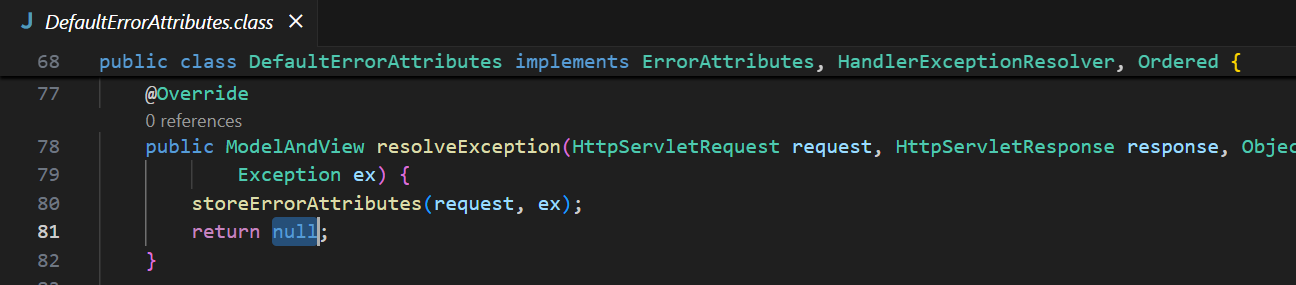 J DefaultErrorAttributes.class ×
68 public class DefaultErrorAttributes implements ErrorAttributes, HandlerExceptionResolver, Ordered {
77 @Override
0 references
78 public ModelAndView resolveException(HttpServletRequest request, HttpServletResponse response, Objec
79 Exception ex) {
80 storeErrorAttributes(request, ex);
81 return null;
82 }